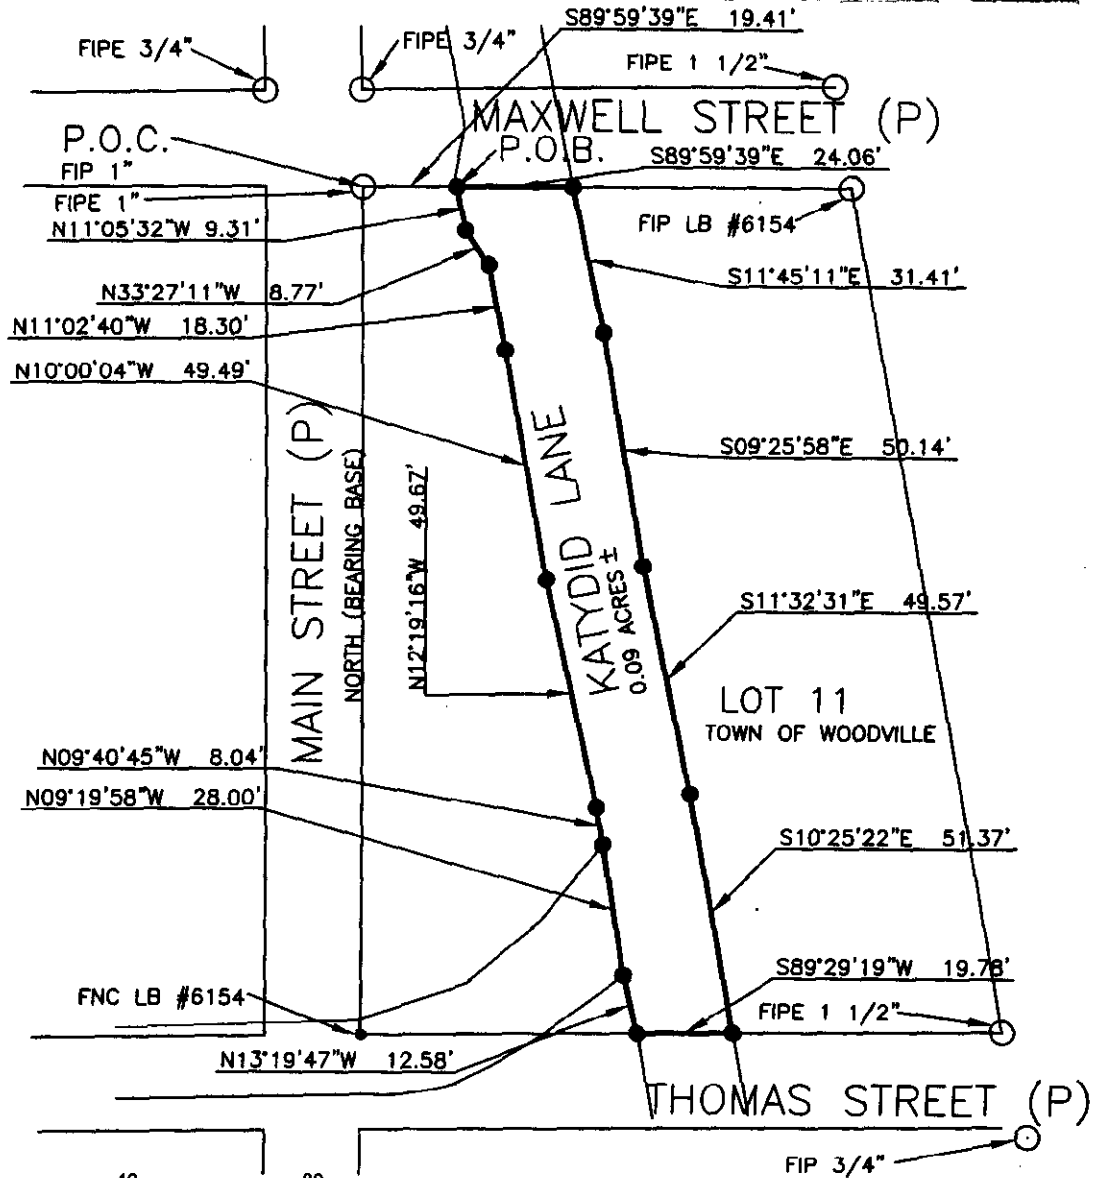 S89°59'39"E 19.41'
FIPE 3/4"
FIPE 3/4"
FIPE 1 1/2"
MAXWELL STREET (P)
P.O.C.
P.O.B.
S89°59'39"E 24.06'
FIP 1"
FIPE 1"
N11°05'32"W 9.31'
FIP LB #6154
S11°45'11"E 31.41'
N33°27'11"W 8.77'
N11°02'40"W 18.30'
N10°00'04"W 49.49'
MAIN STREET (P)
NORTH (BEARING BASE)
N12°19'16"W 49.67'
KATYDID LANE
0.09 ACRES ±
S09°25'58"E 50.14'
S11°32'31"E 49.57'
LOT 11
TOWN OF WOODVILLE
N09°40'45"W 8.04'
N09°19'58"W 28.00'
S10°25'22"E 51.37'
S89°29'19"W 19.78'
FNC LB #6154
FIPE 1 1/2"
N13°19'47"W 12.58'
THOMAS STREET (P)
FIP 3/4"